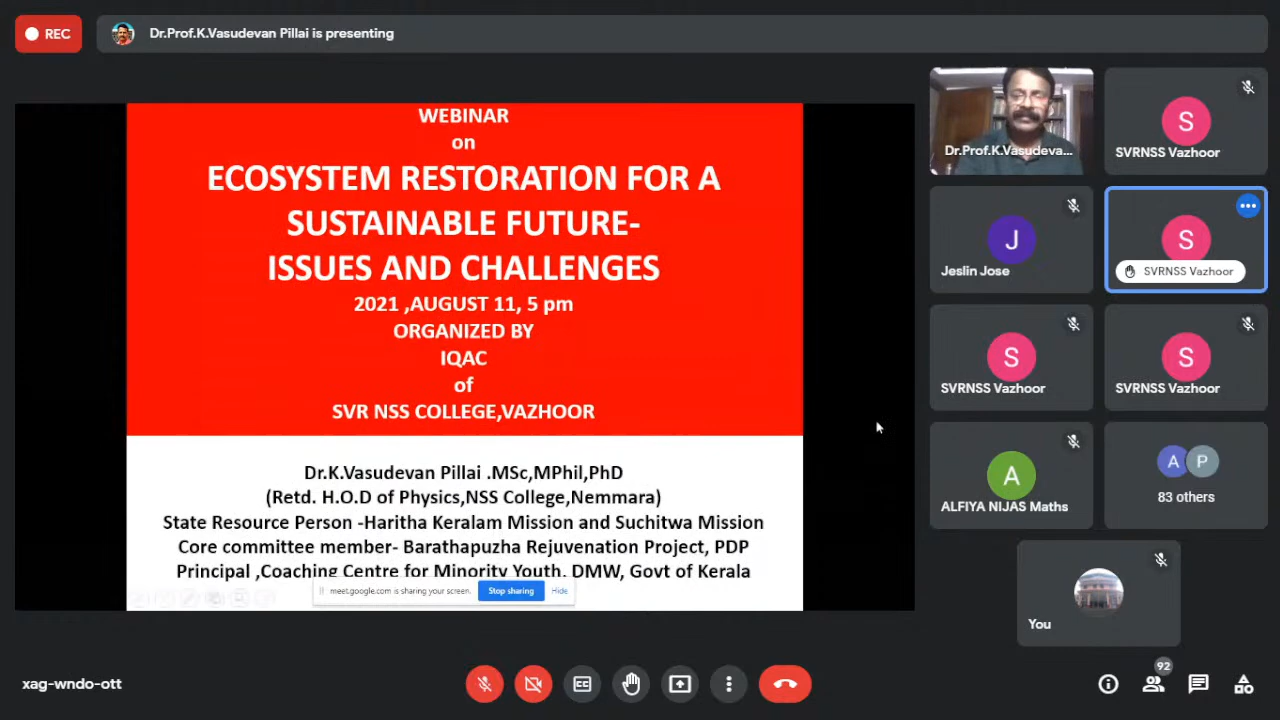 REC
Dr.Prof.K.Vasudevan Pillai is presenting
WEBINAR
on
ECOSYSTEM RESTORATION FOR A
SUSTAINABLE FUTURE-
ISSUES AND CHALLENGES
2021 ,AUGUST 11, 5 pm
ORGANIZED BY
IQAC
of
SVR NSS COLLEGE,VAZHOOR
Dr.K.Vasudevan Pillai .MSc,MPhil,PhD
(Retd. H.O.D of Physics,NSS College,Nemmara)
State Resource Person -Haritha Keralam Mission and Suchitwa Mission
Core committee member- Barathapuzha Rejuvenation Project, PDP
Principal ,Coaching Centre for Minority Youth, DMW, Govt of Kerala
meet.google.com is sharing your screen.
Stop sharing
Hide
Dr.Prof.K.Vasudeva...
S
SVRNSS Vazhoor
J
Jeslin Jose
S
SVRNSS Vazhoor
S
SVRNSS Vazhoor
S
SVRNSS Vazhoor
A
ALFIYA NIJAS Maths
A P
83 others
You
xag-wndo-ott
CC
92